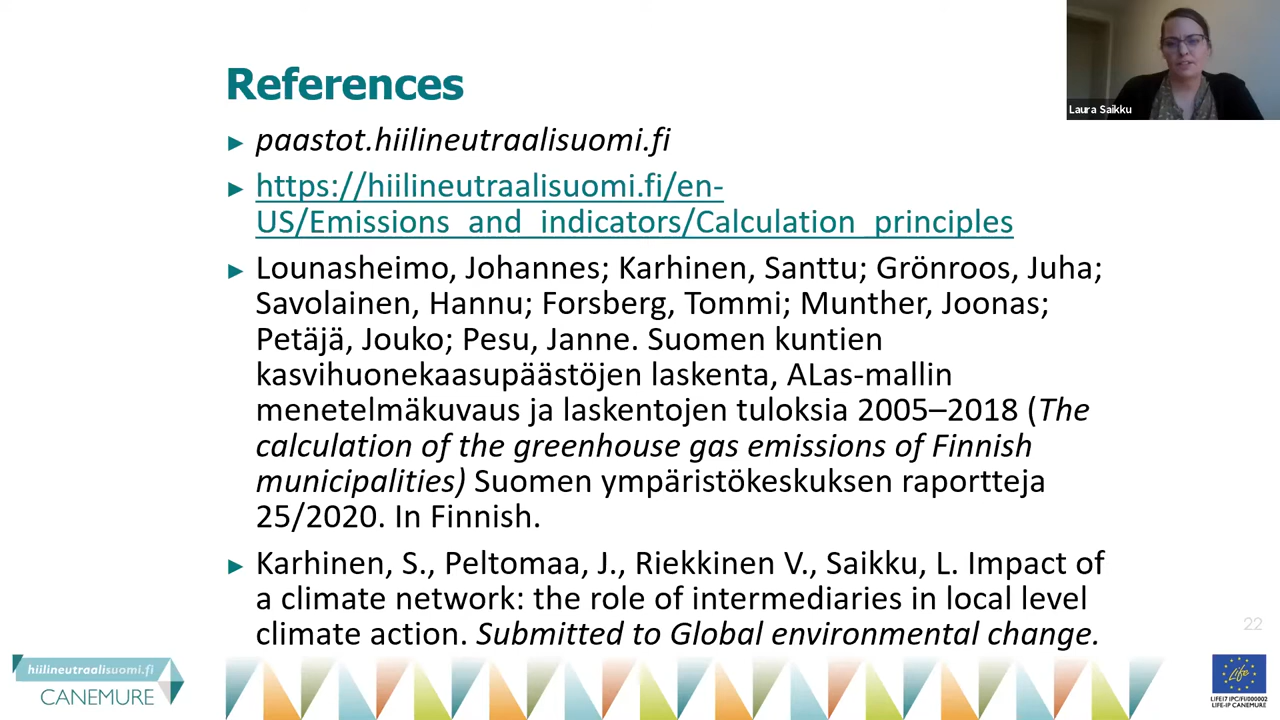 References
Laura Saikku
► paastot.hiilineutraalisuomi.fi
► https://hiilineutraalisuomi.fi/en-
US/Emissions_and_indicators/Calculation_principles
► Lounasheimo, Johannes; Karhinen, Santtu; Grönroos, Juha;
Savolainen, Hannu; Forsberg, Tommi; Munther, Joonas;
Petäjä, Jouko; Pesu, Janne. Suomen kuntien
kasvihuonekaasupäästöjen laskenta, ALas-mallin
menetelmäkuvaus ja laskentojen tuloksia 2005–2018 (The
calculation of the greenhouse gas emissions of Finnish
municipalities) Suomen ympäristökeskuksen raportteja
25/2020. In Finnish.
► Karhinen, S., Peltomaa, J., Riekkinen V., Saikku, L. Impact of
a climate network: the role of intermediaries in local level
climate action. Submitted to Global environmental change.
22
hiilineutraalisuomi.fi
CANEMURE
Life
LIFE17 IPC/FI/000002
LIFE-IP CANEMURE